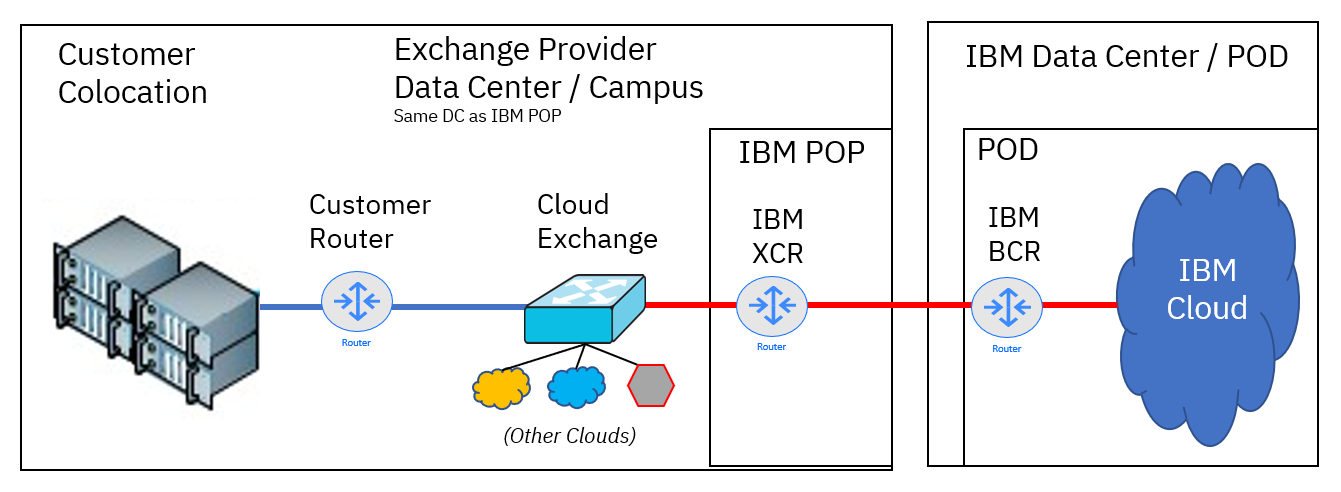 Customer
Colocation
Exchange Provider
Data Center / Campus
Same DC as IBM POP
IBM Data Center / POD
IBM POP
POD
Customer
Router
Cloud
Exchange
IBM
XCR
IBM
BCR
IBM
Cloud
Router
Router
Router
(Other Clouds)